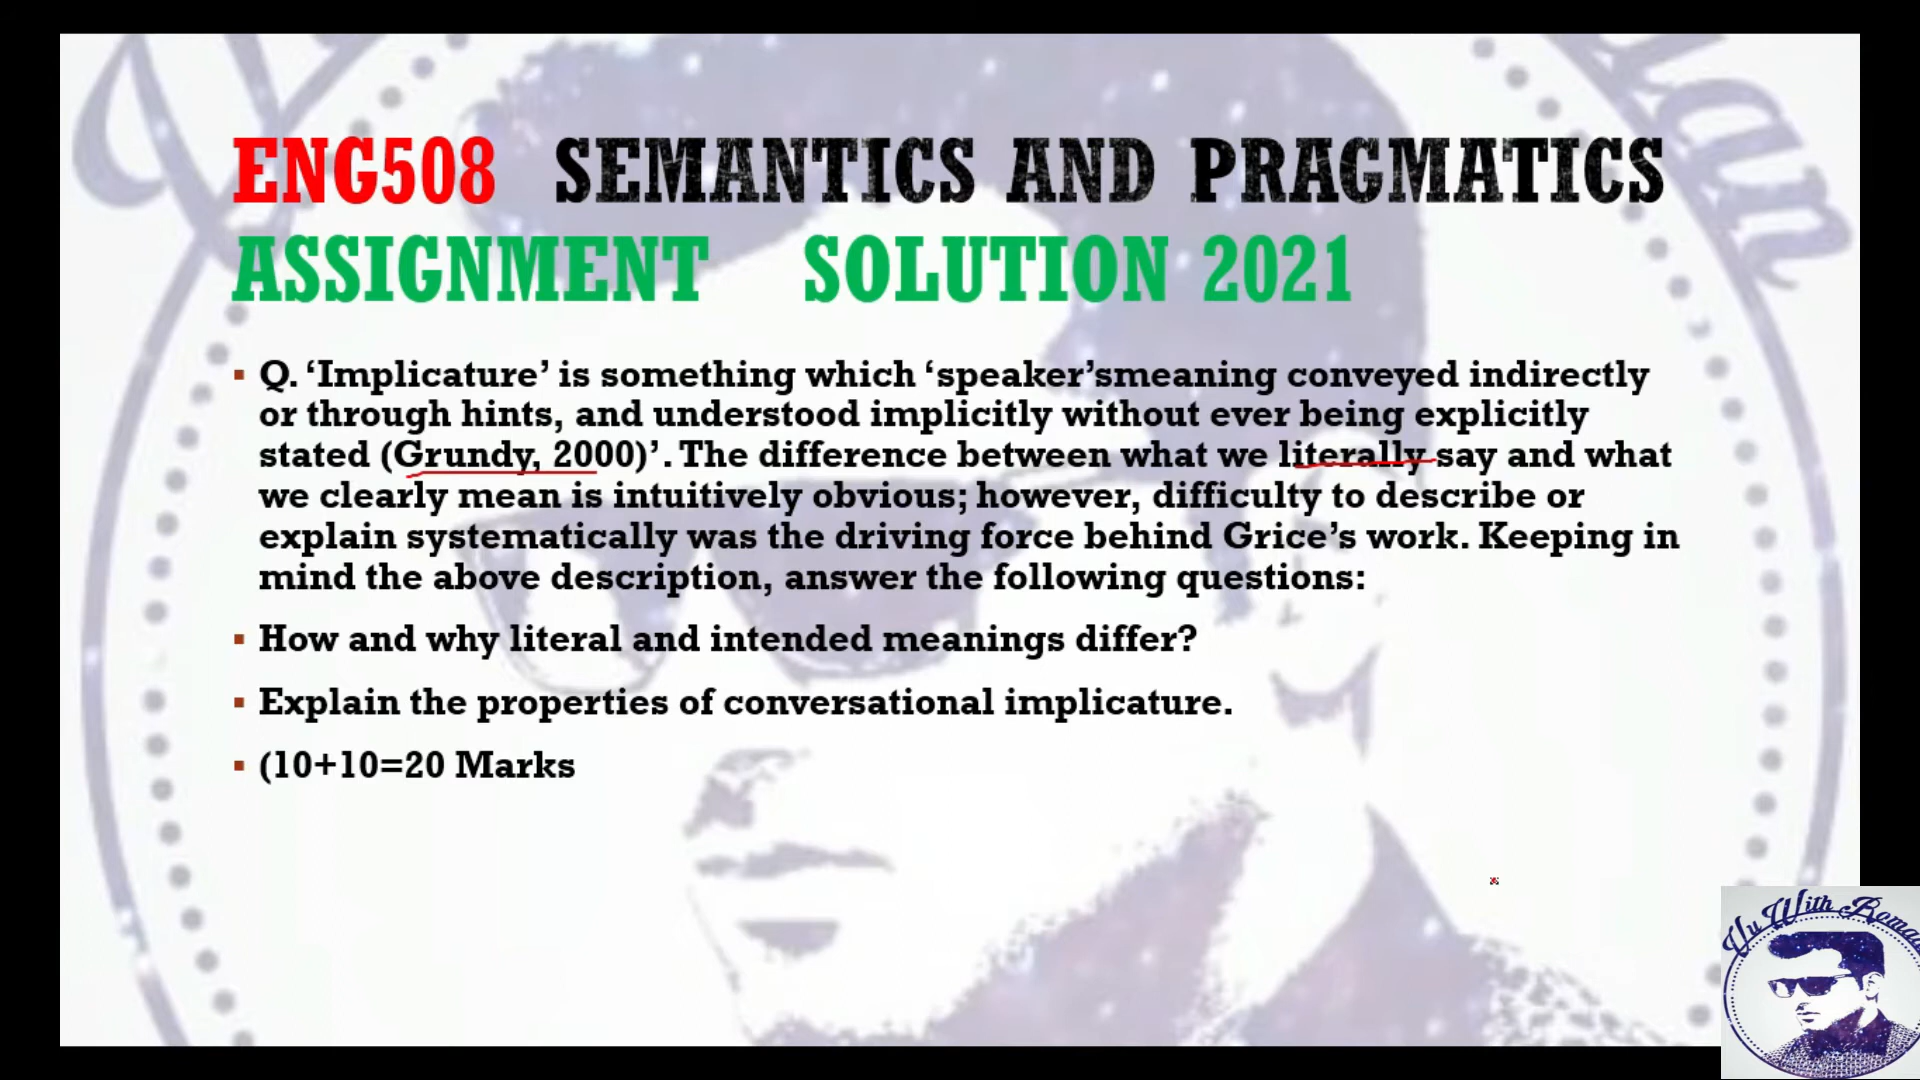 ENG508 SEMANTICS AND PRAGMATICS
ASSIGNMENT SOLUTION 2021
▪ Q. ‘Implicature’ is something which ‘speaker’smeaning conveyed indirectly
or through hints, and understood implicitly without ever being explicitly
stated (Grundy, 2000)’. The difference between what we literally say and what
we clearly mean is intuitively obvious; however, difficulty to describe or
explain systematically was the driving force behind Grice’s work. Keeping in
mind the above description, answer the following questions:
▪ How and why literal and intended meanings differ?
▪ Explain the properties of conversational implicature.
▪ (10+10=20 Marks
Vu With Roma